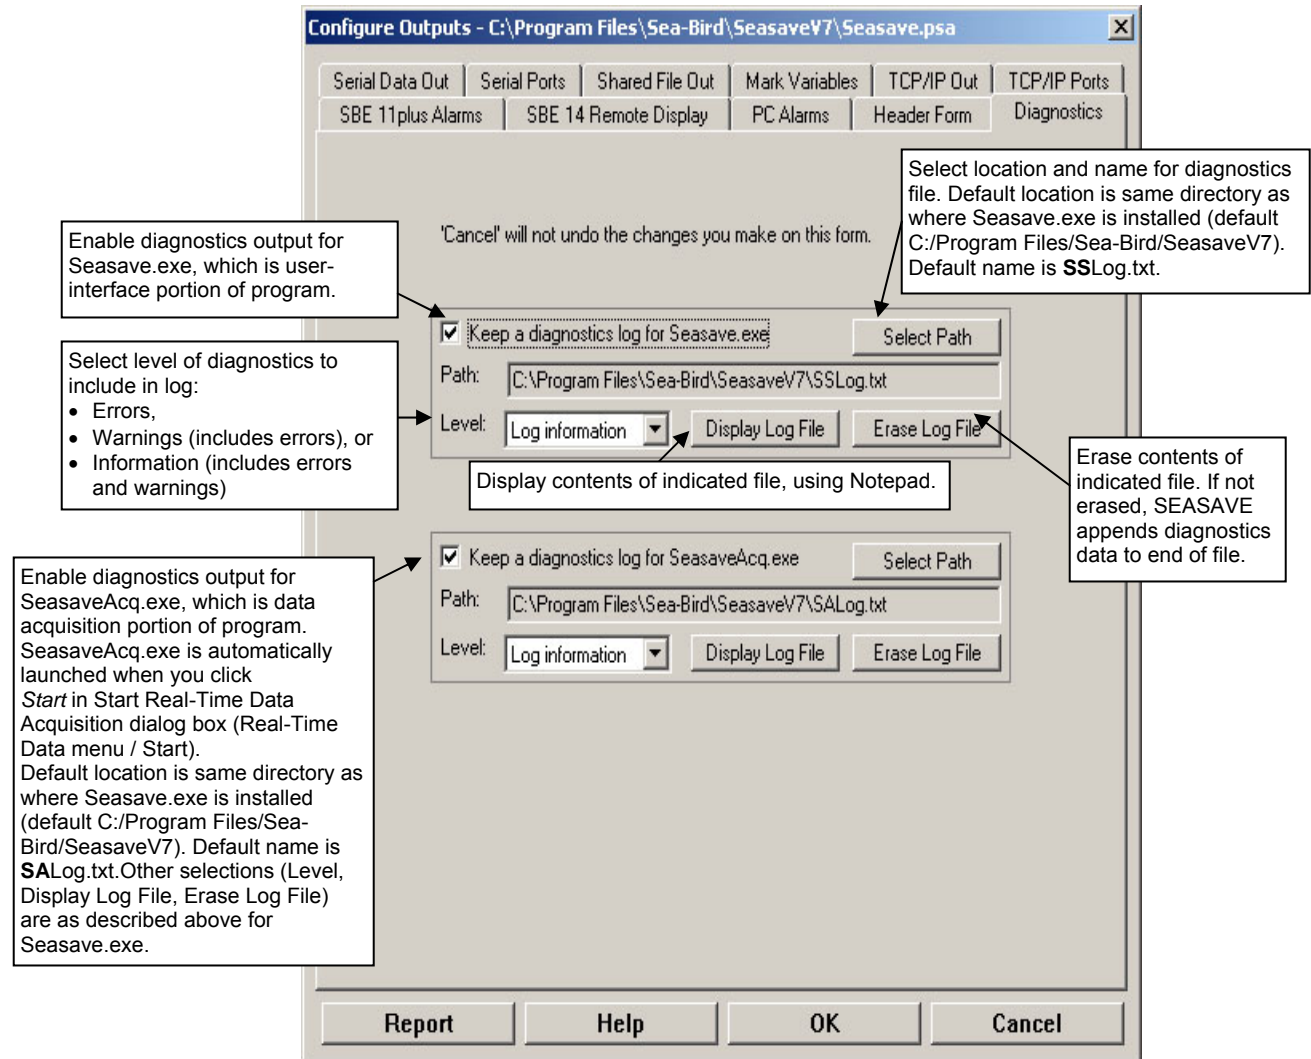 Configure Outputs - C:\Program Files\Sea-Bird\SeasaveV7\Seasave.psa
Serial Data Out
Serial Ports
Shared File Out
Mark Variables
TCP/IP Out
TCP/IP Ports
SBE 11plus Alarms
SBE 14 Remote Display
PC Alarms
Header Form
Diagnostics
Select location and name for diagnostics
file. Default location is same directory as
where Seasave.exe is installed (default
C:/Program Files/Sea-Bird/SeasaveV7).
Default name is SSLog.txt.
'Cancel' will not undo the changes you make on this form.
Enable diagnostics output for
Seasave.exe, which is user-
interface portion of program.
Keep a diagnostics log for Seasave.exe
Select Path
Path:
C:\Program Files\Sea-Bird\SeasaveV7\SSLog.txt
Level:
Log information
Display Log File
Erase Log File
Select level of diagnostics to
include in log:
• Errors,
• Warnings (includes errors), or
• Information (includes errors
and warnings)
Display contents of indicated file, using Notepad.
Erase contents of
indicated file. If not
erased, SEASAVE
appends diagnostics
data to end of file.
Keep a diagnostics log for SeasaveAcq.exe
Select Path
Path:
C:\Program Files\Sea-Bird\SeasaveV7\SALog.txt
Level:
Log information
Display Log File
Erase Log File
Enable diagnostics output for
SeasaveAcq.exe, which is data
acquisition portion of program.
SeasaveAcq.exe is automatically
launched when you click
Start in Start Real-Time Data
Acquisition dialog box (Real-Time
Data menu / Start).
Default location is same directory as
where Seasave.exe is installed
(default C:/Program Files/Sea-
Bird/SeasaveV7). Default name is
SALog.txt.Other selections (Level,
Display Log File, Erase Log File)
are as described above for
Seasave.exe.
Report
Help
OK
Cancel